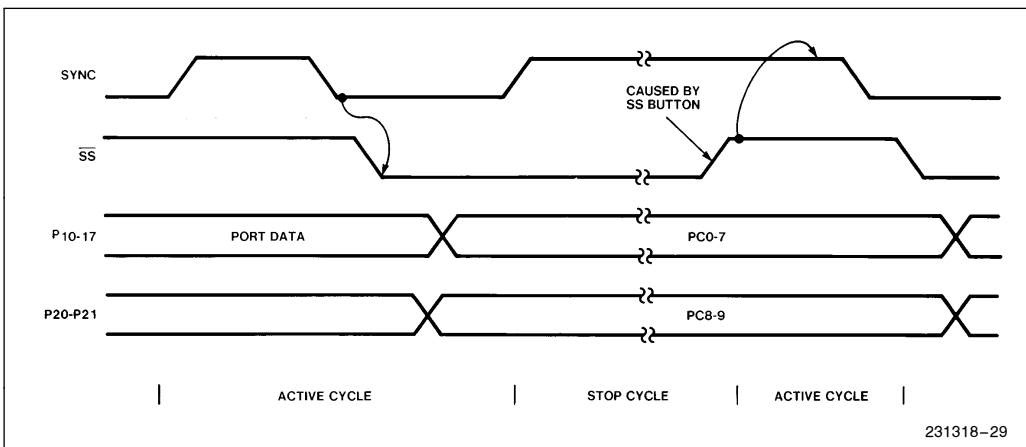 SYNC
CAUSED BY
SS BUTTON
SS
P10-17
PORT DATA
PC0-7
P20-P21
PC8-9
ACTIVE CYCLE
STOP CYCLE
ACTIVE CYCLE
231318-29